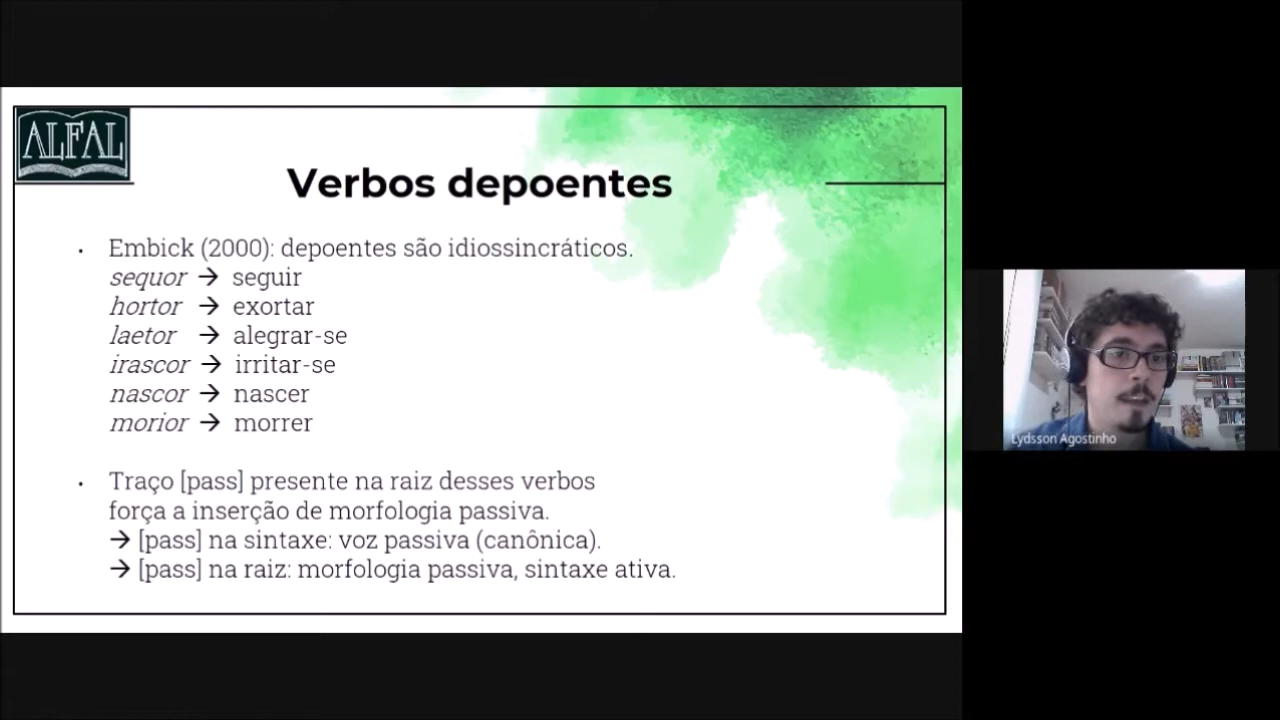 ALFAL
Verbos depoentes
• Embick (2000): depoentes são idiossincráticos.
sequor → seguir
hortor → exortar
laetor → alegrar-se
irascor → irritar-se
nascor → nascer
morior → morrer
• Traço [pass] presente na raiz desses verbos
força a inserção de morfologia passiva.
→ [pass] na sintaxe: voz passiva (canônica).
→ [pass] na raiz: morfologia passiva, sintaxe ativa.
Lydsson Agostinho